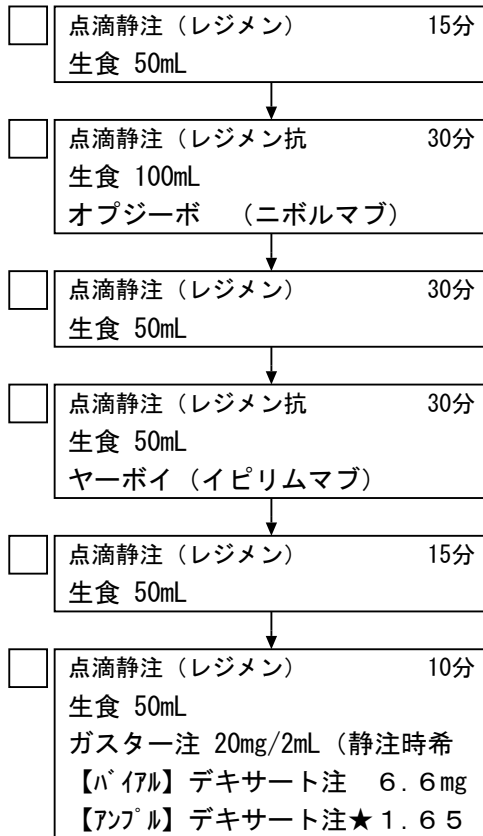 点滴静注（レジメン） 15分
生食 50mL
点滴静注（レジメン抗 30分
生食 100mL
オプジーボ （ニボルマブ）
点滴静注（レジメン） 30分
生食 50mL
点滴静注（レジメン抗 30分
生食 50mL
ヤーボイ（イピリムマブ）
点滴静注（レジメン） 15分
生食 50mL
点滴静注（レジメン） 10分
生食 50mL
ガスター注 20mg/2mL（静注時希
【ﾊﾞｲｱﾙ】デキサート注 ６.６mg
【ｱﾝﾌﾟﾙ】デキサート注★１.６５